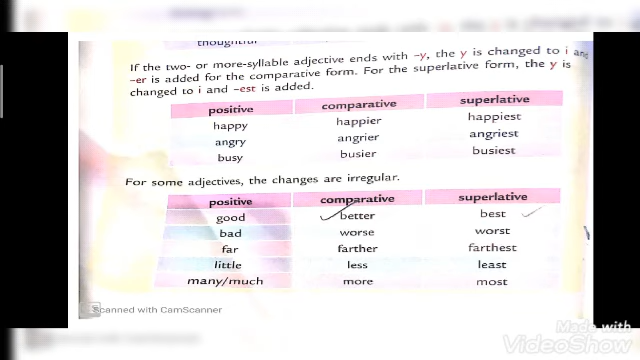 thoughtful
If the two- or more-syllable adjective ends with -y, the y is changed to i and
-er is added for the comparative form. For the superlative form, the y is
changed to i and -est is added.
positive comparative superlative
happy happier happiest
angry angrier angriest
busy busier busiest
For some adjectives, the changes are irregular.
positive comparative superlative
good better best
bad worse worst
far farther farthest
little less least
many/much more most
Scanned with CamScanner
Made with
VideoShow